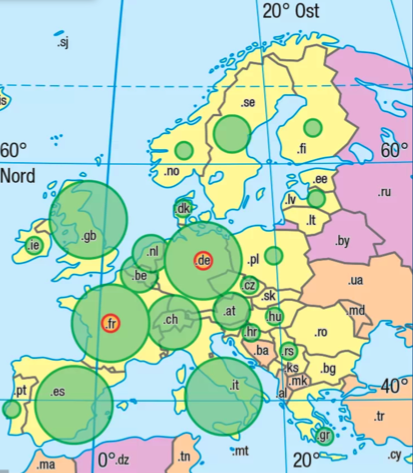 20° Ost
.sj
is
.se
.fi
60°
60°
Nord
.no
.ee
.lv
.lt
.ru
dk
.gb
.ie
.nl
.de
.pl
.by
.be
.cz
.sk
.ua
.fr
.ch
.at
hu
.md
.hr
.ro
.ba
rs
ks
.bg
.pt
.es
.it
.mk
.al
40°
.tr
gr
.ma
0°
.dz
.tn
.mt
20°
.cy